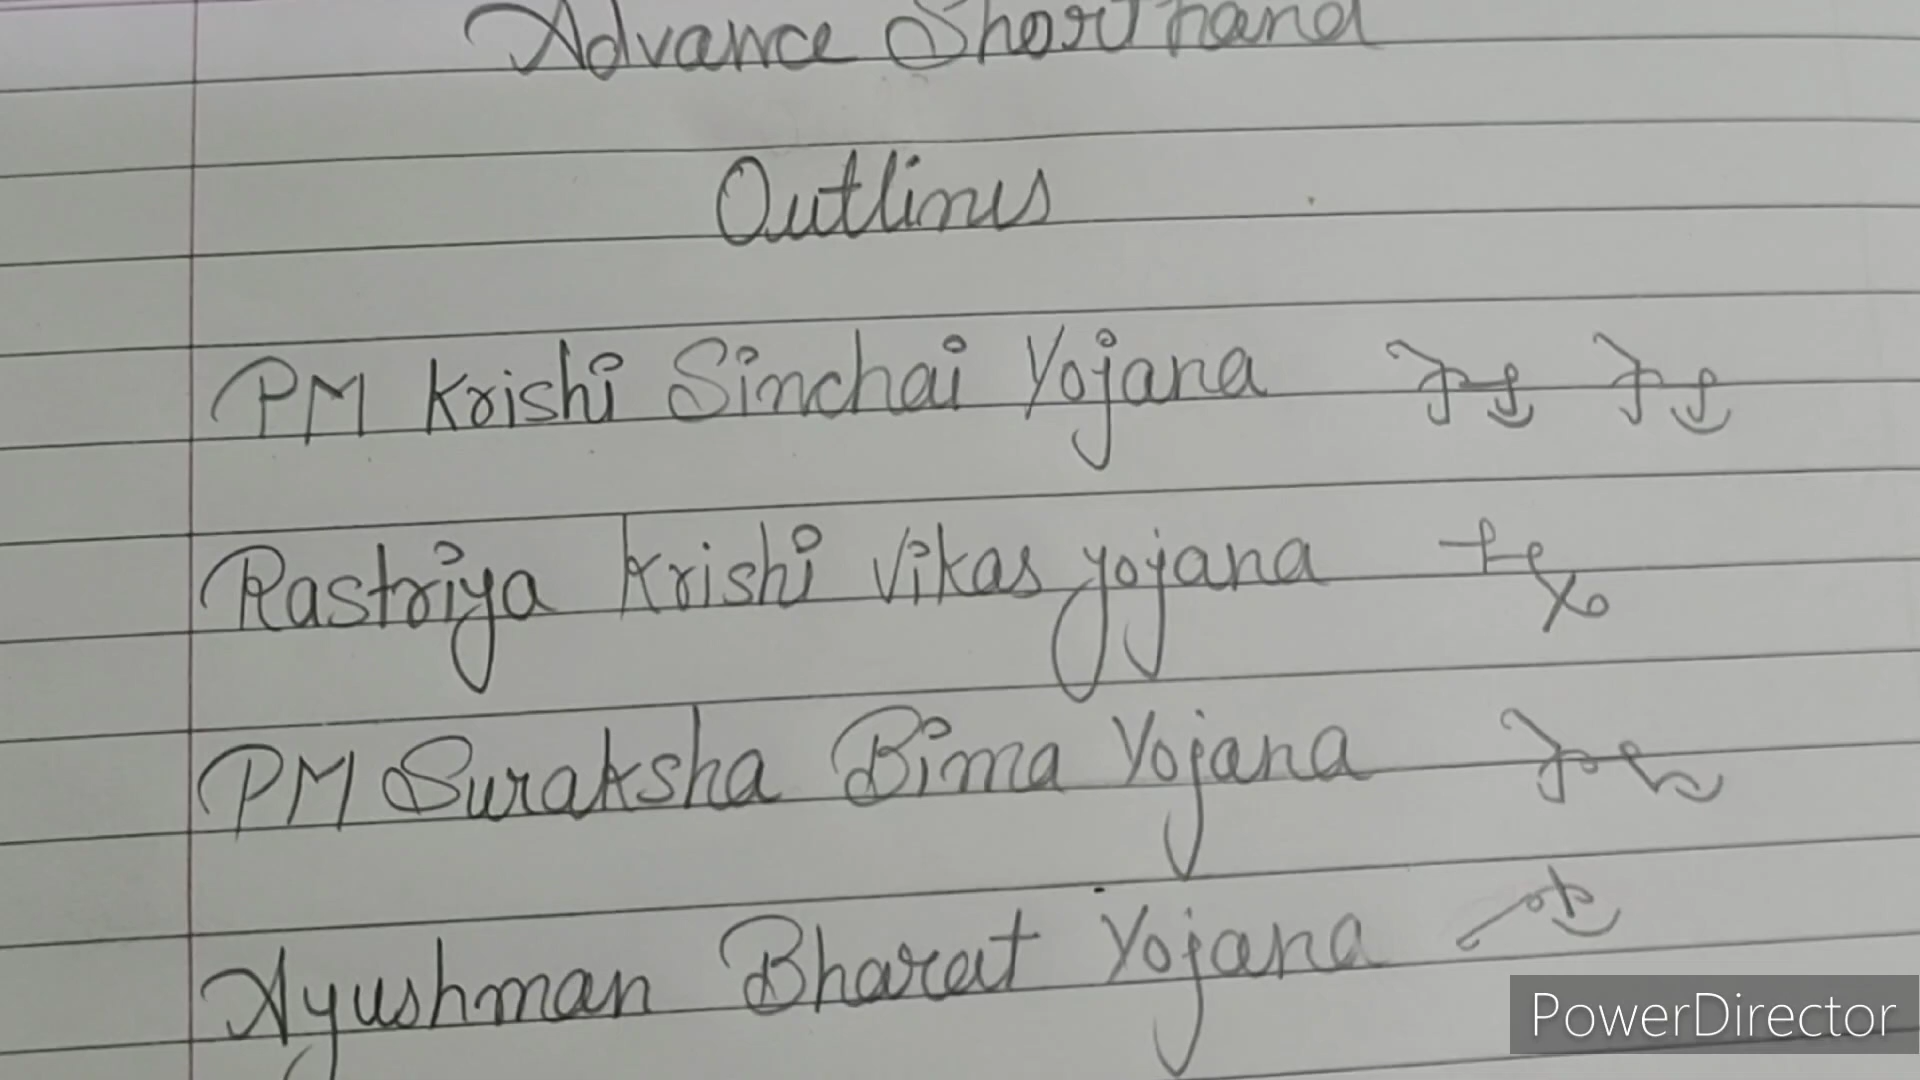 Advance Shorthand
Outlines
PM Krishi Sinchai Yojana
Rastriya Krishi Vikas yojana
PM Suraksha Bima Yojana
Ayushman Bharat Yojana
PowerDirector